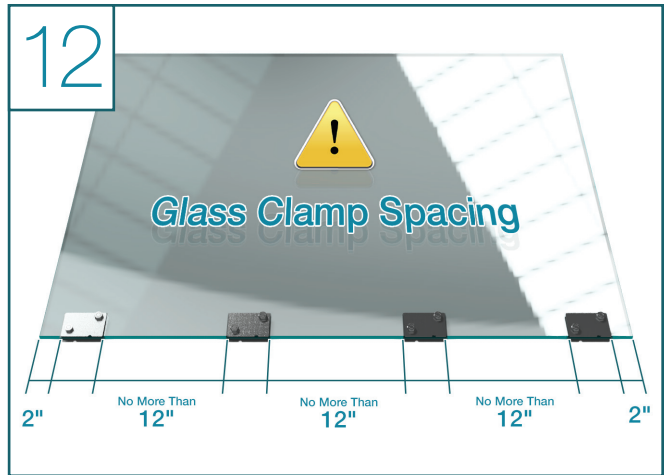 12
!
Glass Clamp Spacing
2"
No More Than
12"
No More Than
12"
No More Than
12"
2"